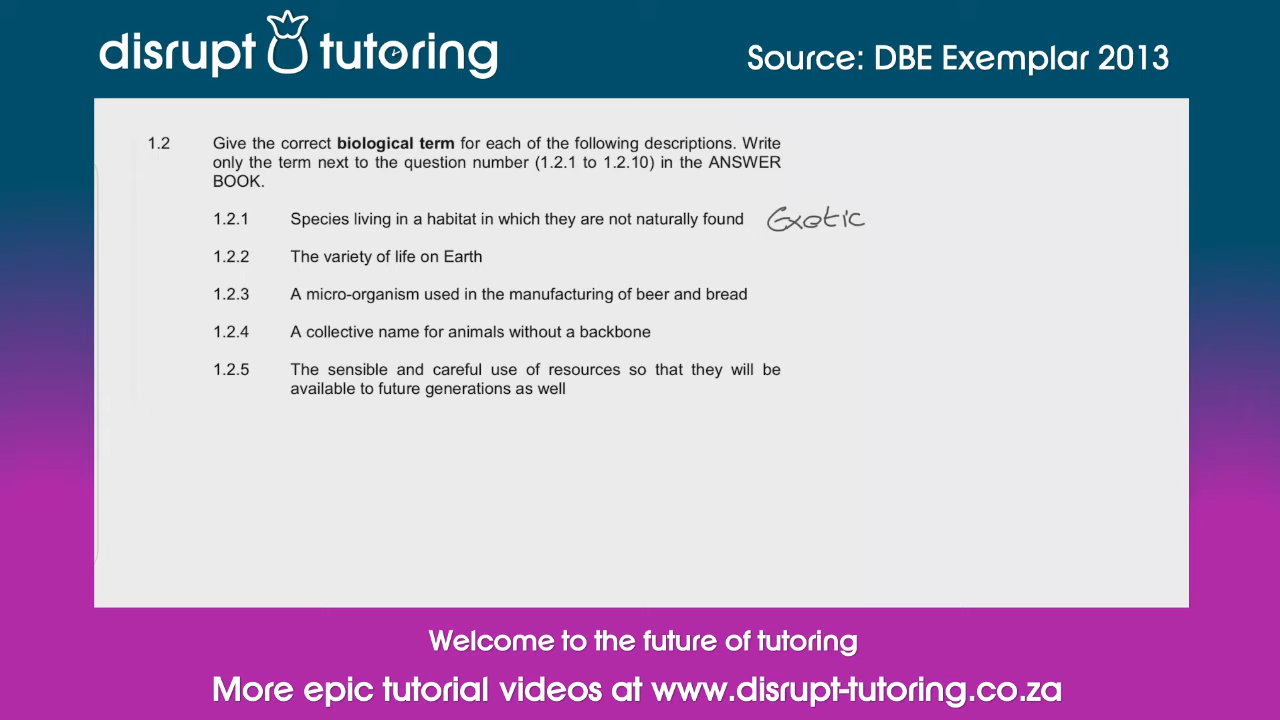 disrupt tutoring
Source: DBE Exemplar 2013
1.2 Give the correct biological term for each of the following descriptions. Write
only the term next to the question number (1.2.1 to 1.2.10) in the ANSWER
BOOK.
1.2.1 Species living in a habitat in which they are not naturally found Exotic
1.2.2 The variety of life on Earth
1.2.3 A micro-organism used in the manufacturing of beer and bread
1.2.4 A collective name for animals without a backbone
1.2.5 The sensible and careful use of resources so that they will be
available to future generations as well
Welcome to the future of tutoring
More epic tutorial videos at www.disrupt-tutoring.co.za